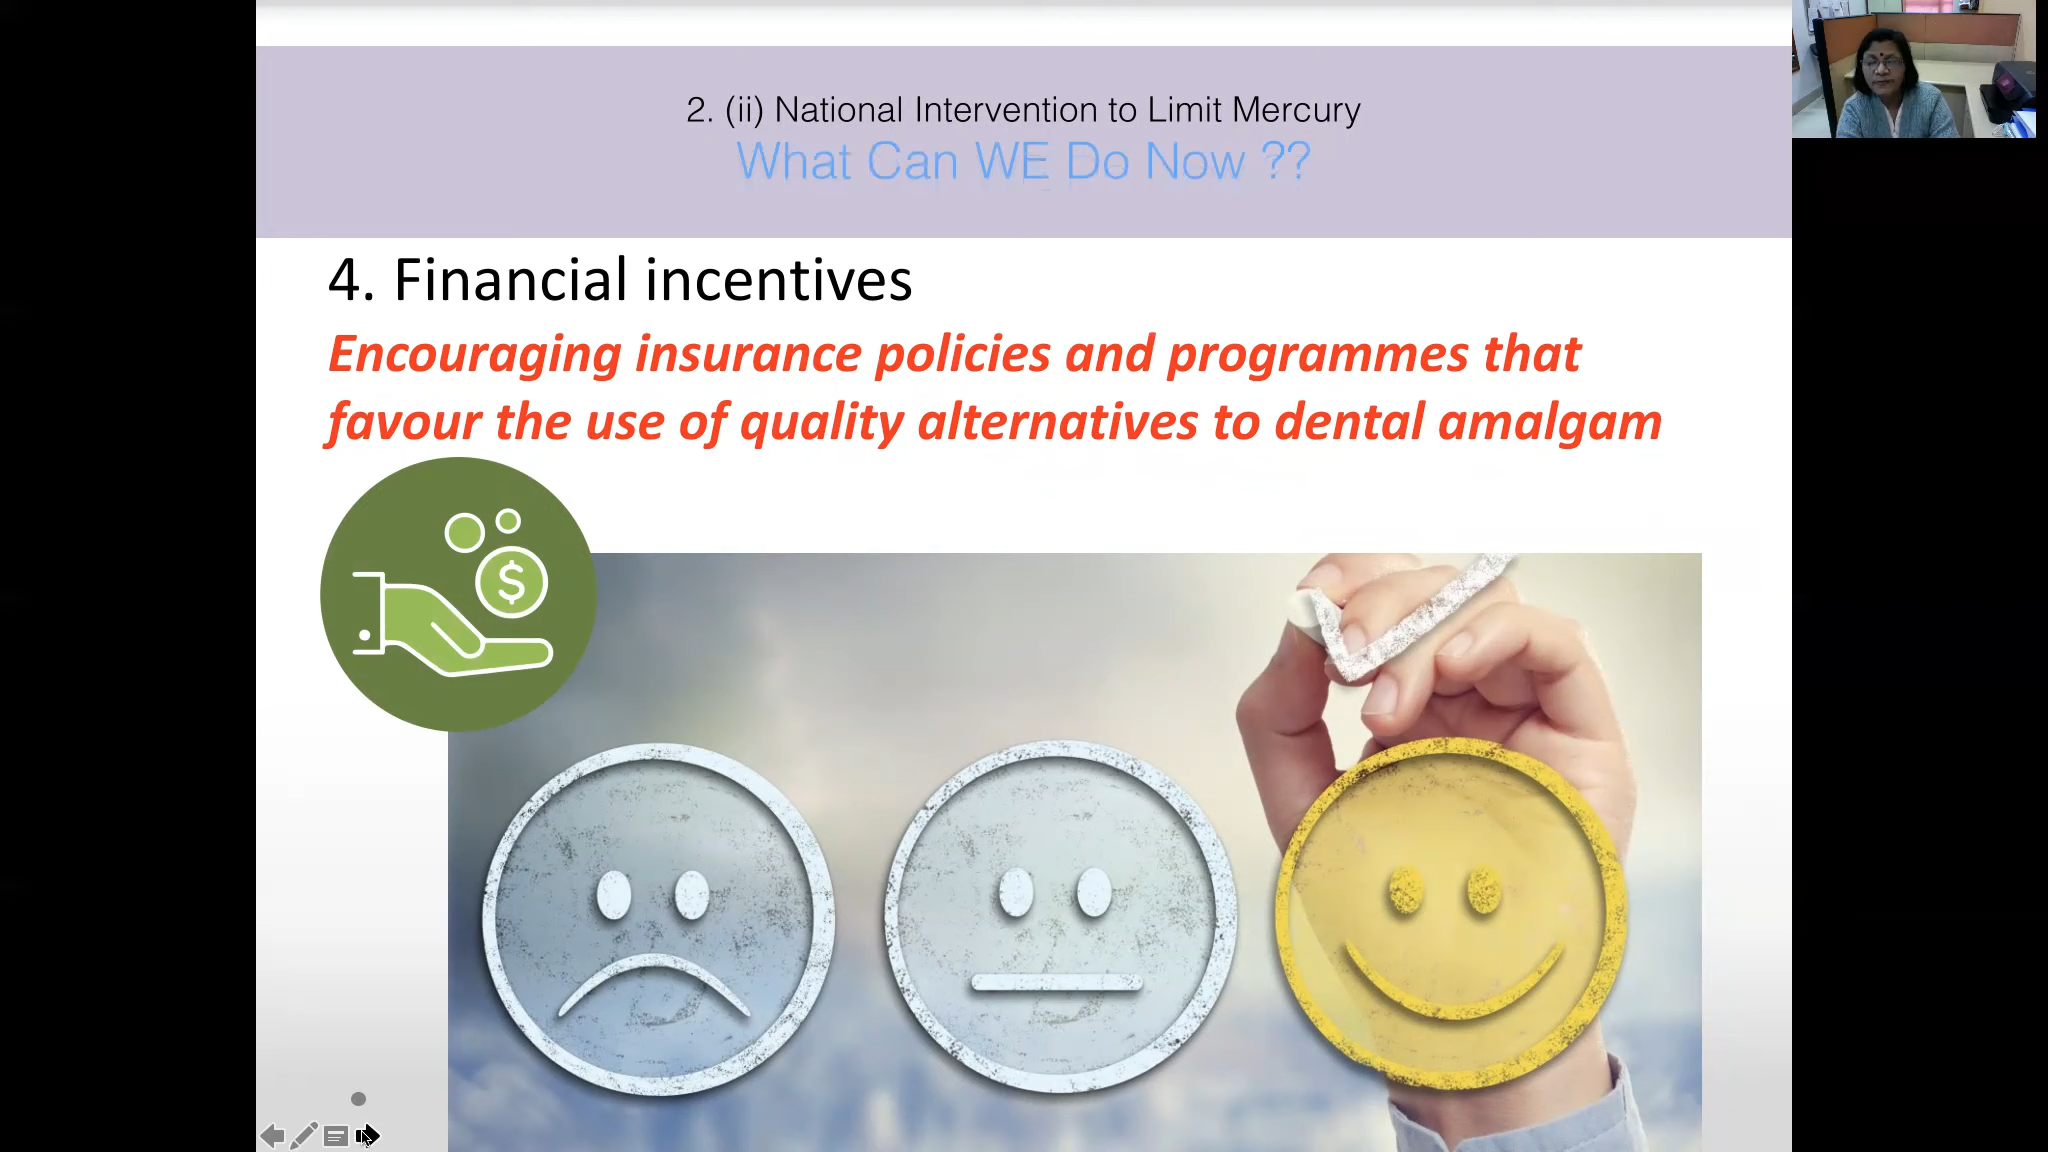 2. (ii) National Intervention to Limit Mercury
What Can WE Do Now ??
4. Financial incentives
Encouraging insurance policies and programmes that
favour the use of quality alternatives to dental amalgam
$